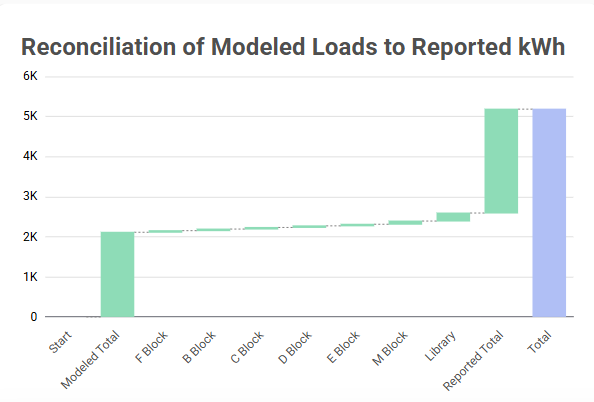 Reconciliation of Modeled Loads to Reported kWh
6K
5K
4K
3K
2K
1K
0
Start
Modeled Total
F Block
B Block
C Block
D Block
E Block
M Block
Library
Reported Total
Total